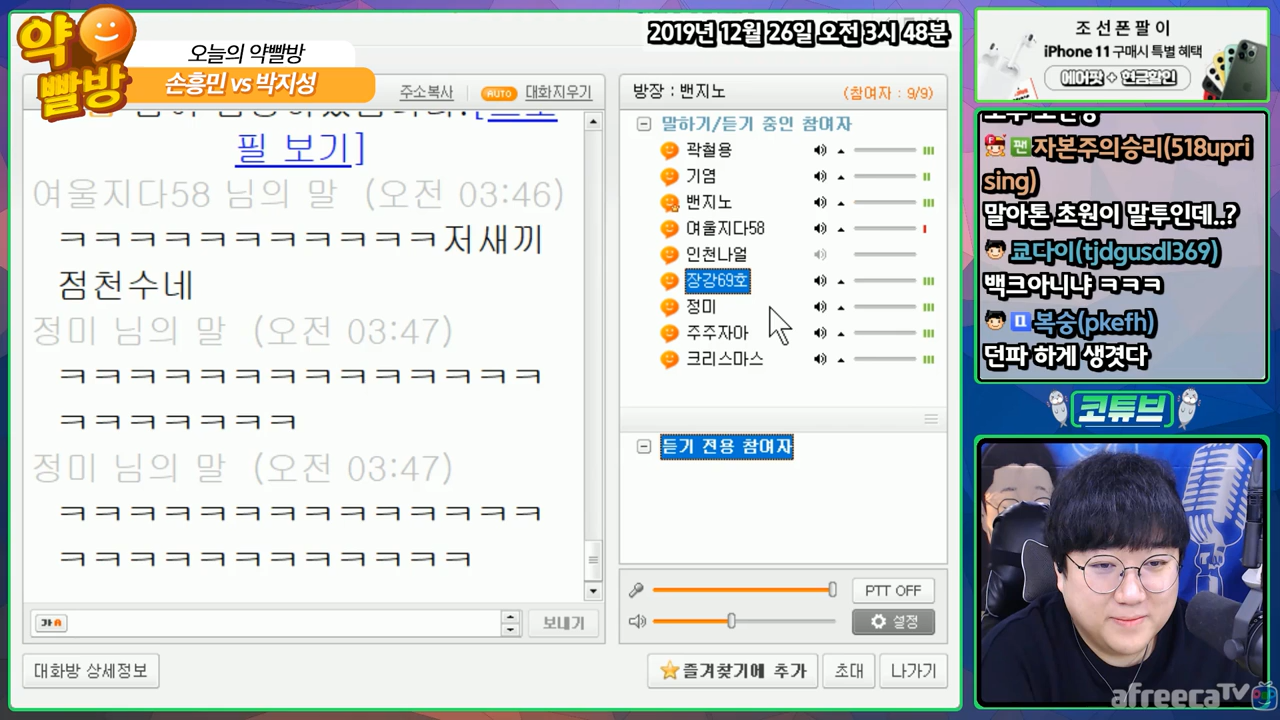 약빨방
오늘의 약빨방
손흥민 vs 박지성
2019년 12월 26일 오전 3시 48분
주소복사
AUTO 대화지우기
필 보기]
여울지다58 님의 말 (오전 03:46)
ㅋㅋㅋㅋㅋㅋㅋㅋㅋㅋㅋ저새끼
점천수네
정미 님의 말 (오전 03:47)
ㅋㅋㅋㅋㅋㅋㅋㅋㅋㅋㅋㅋㅋㅋ
ㅋㅋㅋㅋㅋㅋㅋ
정미 님의 말 (오전 03:47)
ㅋㅋㅋㅋㅋㅋㅋㅋㅋㅋㅋㅋㅋㅋ
ㅋㅋㅋㅋㅋㅋㅋㅋㅋㅋㅋㅋ
가
보내기
대화방 상세정보
방장 : 밴지노
(참여자 : 9/9)
말하기/듣기 중인 참여자
곽철용
기염
밴지노
여울지다58
인천나얼
장강69호
정미
주주자아
크리스마스
듣기 전용 참여자
PTT OFF
설정
즐겨찾기에 추가
초대
나가기
조선폰팔이
iPhone 11 구매시 특별 혜택
에어팟 + 현금할인
F 팬 자본주의승리(518upri
sing)
말아톤 초원이 말투인데..?
쿄다이(tjdgusdl369)
백크아니냐 ㅋㅋㅋ
복숭(pkefh)
던파 하게 생겼다
코튜브
afreecaTV